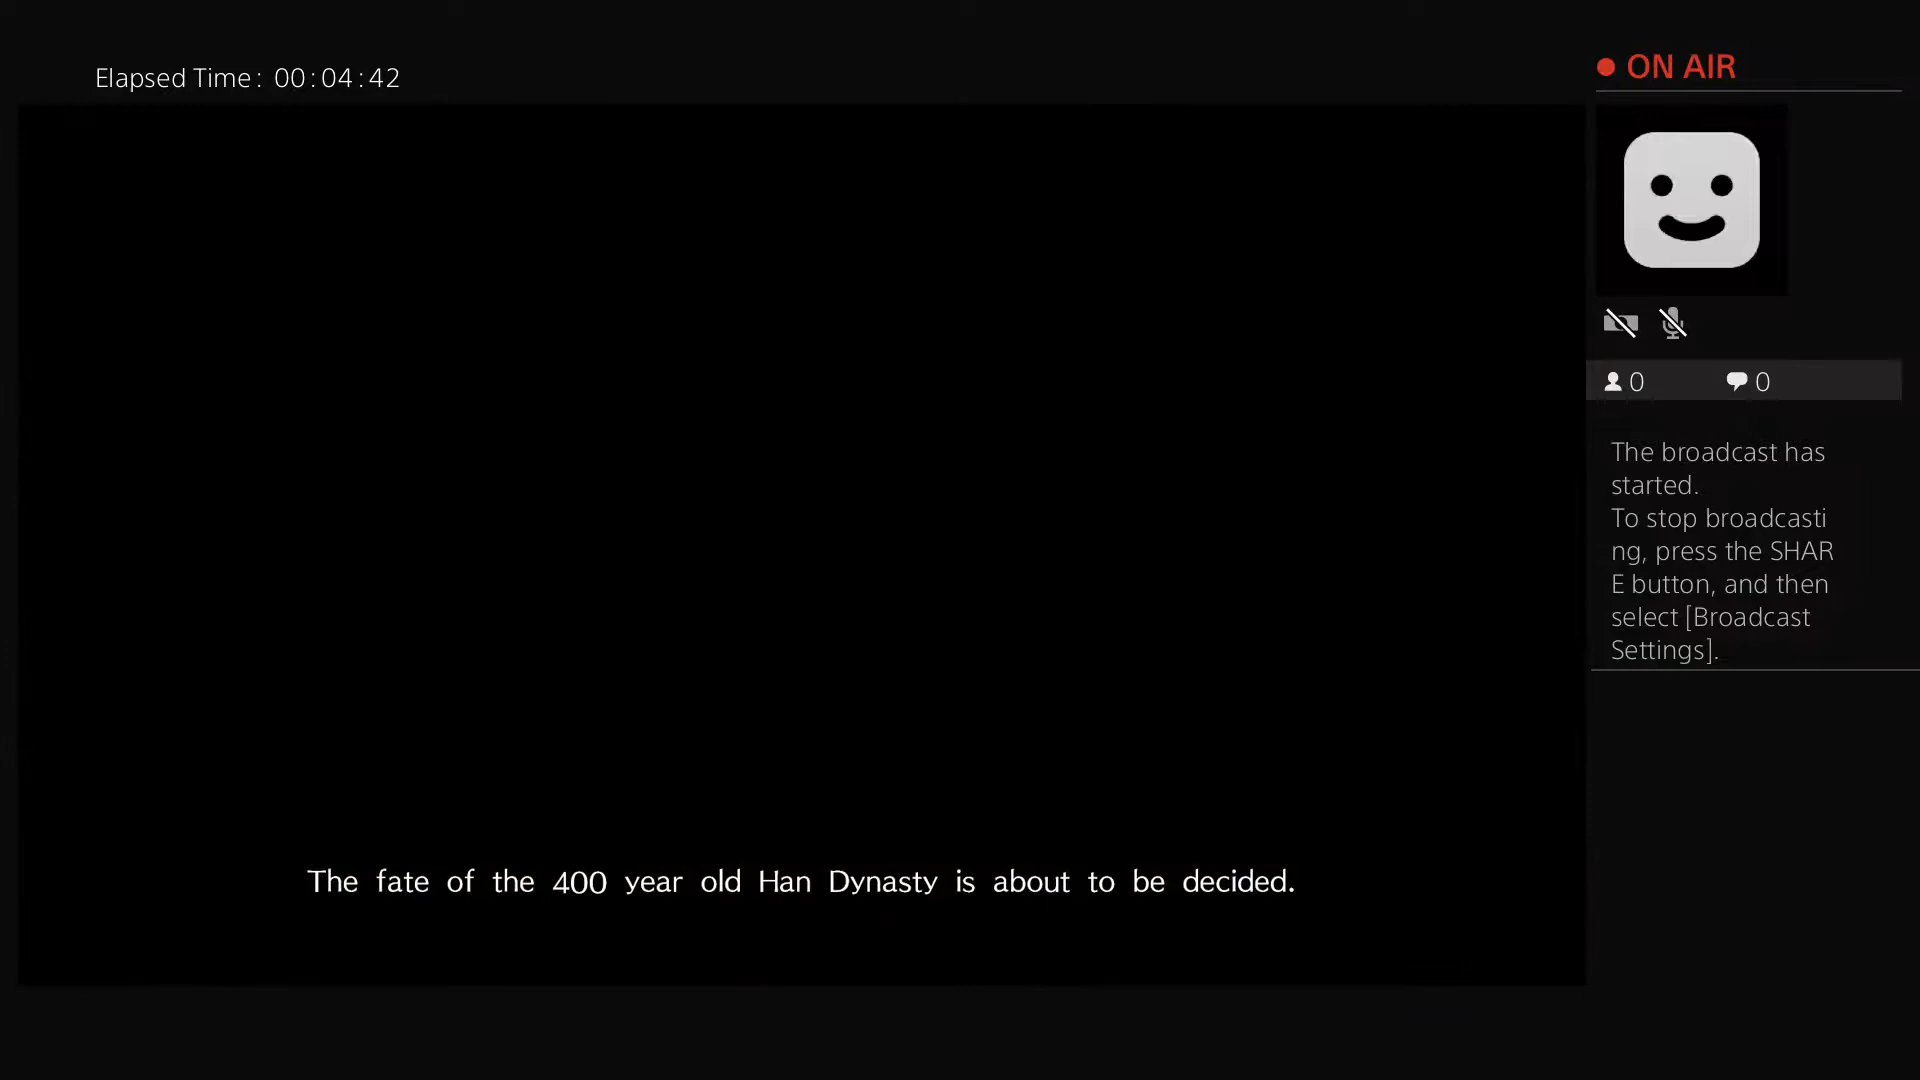 Elapsed Time: 00:04:42
ON AIR
0 0
The broadcast has
started.
To stop broadcasti
ng, press the SHAR
E button, and then
select [Broadcast
Settings].
The fate of the 400 year old Han Dynasty is about to be decided.